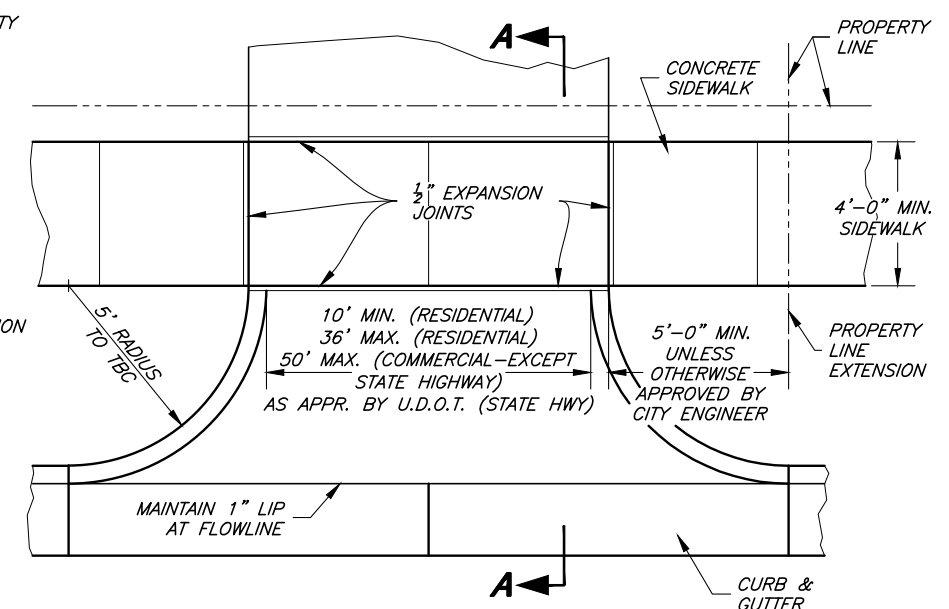 TY
A
PROPERTY
LINE
CONCRETE
SIDEWALK
½" EXPANSION
JOINTS
4'-0" MIN.
SIDEWALK
ION
5' RADIUS
TO TBC
10' MIN. (RESIDENTIAL)
36' MAX. (RESIDENTIAL)
50' MAX. (COMMERCIAL-EXCEPT
STATE HIGHWAY)
AS APPR. BY U.D.O.T. (STATE HWY)
5'-0" MIN.
UNLESS
OTHERWISE
APPROVED BY
CITY ENGINEER
PROPERTY
LINE
EXTENSION
MAINTAIN 1" LIP
AT FLOWLINE
A
CURB &
GUTTER